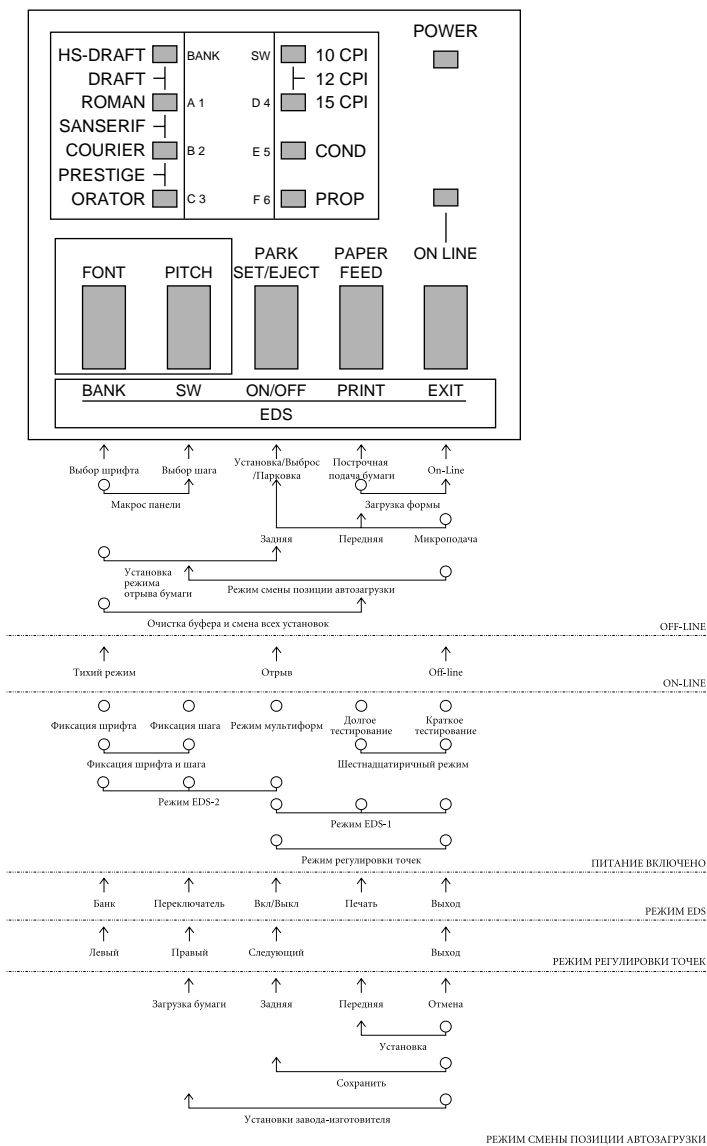 POWER
HS-DRAFT BANK SW 10 CPI
DRAFT 12 CPI
ROMAN A 1 D 4 15 CPI
SANSERIF
COURIER B 2 E 5 COND
PRESTIGE
ORATOR C 3 F 6 PROP
FONT PITCH PARK SET/EJECT PAPER FEED ON LINE
BANK SW ON/OFF PRINT EXIT
EDS
Выбор шрифта Выбор шага Установка/Выброс /Парковка Построчная подача бумаги On-Line
Макрос панели Загрузка формы
Задняя Передняя Микроподача
Установка режима отрыва бумаги Режим смены позиции автозагрузки
Очистка буфера и смена всех установок
OFF-LINE
Тихий режим Отрыв Off-line
ON-LINE
Фиксация шрифта Фиксация шага Режим мультиформ Долгое тестирование Краткое тестирование
Фиксация шрифта и шага Шестнадцатиричный режим
Режим EDS-2
Режим EDS-1
Режим регулировки точек
ПИТАНИЕ ВКЛЮЧЕНО
Банк Переключатель Вкл/Выкл Печать Выход
РЕЖИМ EDS
Левый Правый Следующий Выход
РЕЖИМ РЕГУЛИРОВКИ ТОЧЕК
Загрузка бумаги Задняя Передняя Отмена
Установка
Сохранить
Установки завода-изготовителя
РЕЖИМ СМЕНЫ ПОЗИЦИИ АВТОЗАГРУЗКИ